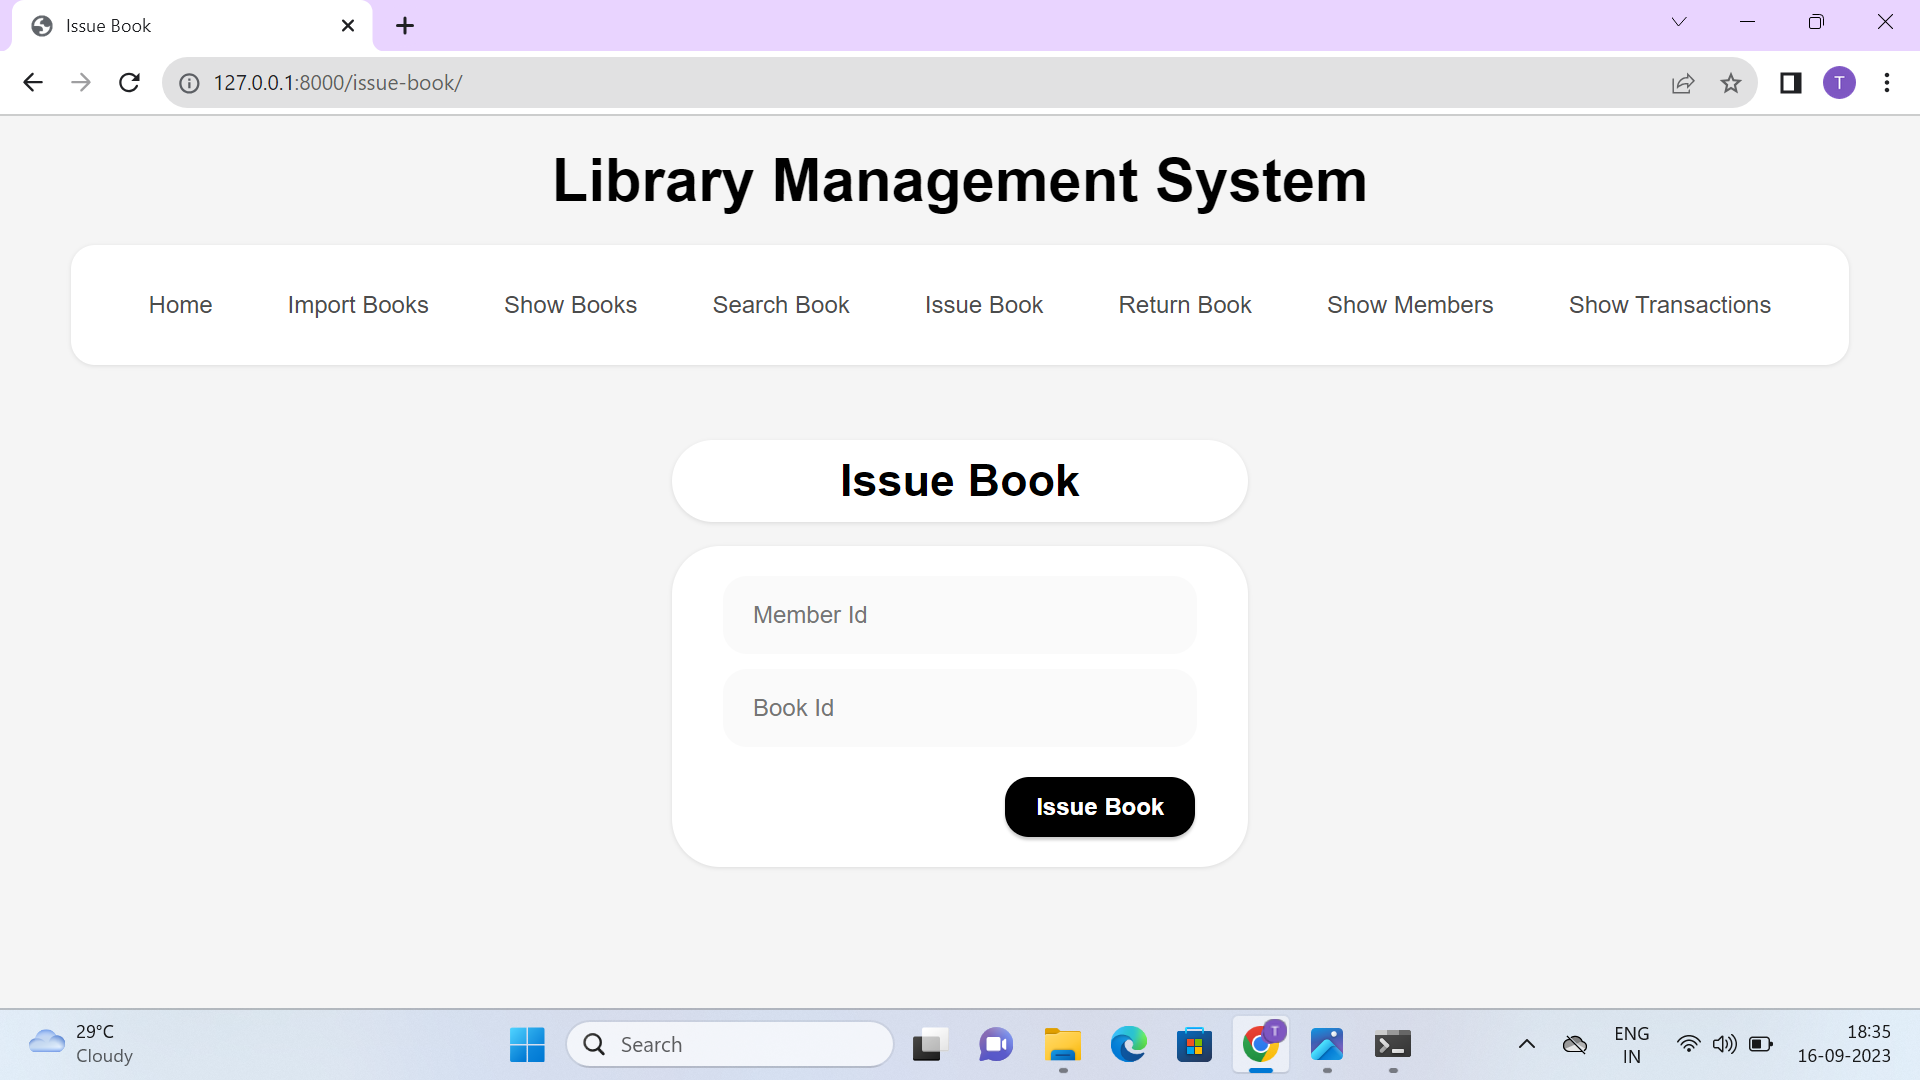 Issue Book
127.0.0.1:8000/issue-book/
T
Library Management System
Home Import Books Show Books Search Book Issue Book Return Book Show Members Show Transactions
Issue Book
Member Id
Book Id
Issue Book
29°C
Cloudy
Search
T
ENG
IN
18:35
16-09-2023